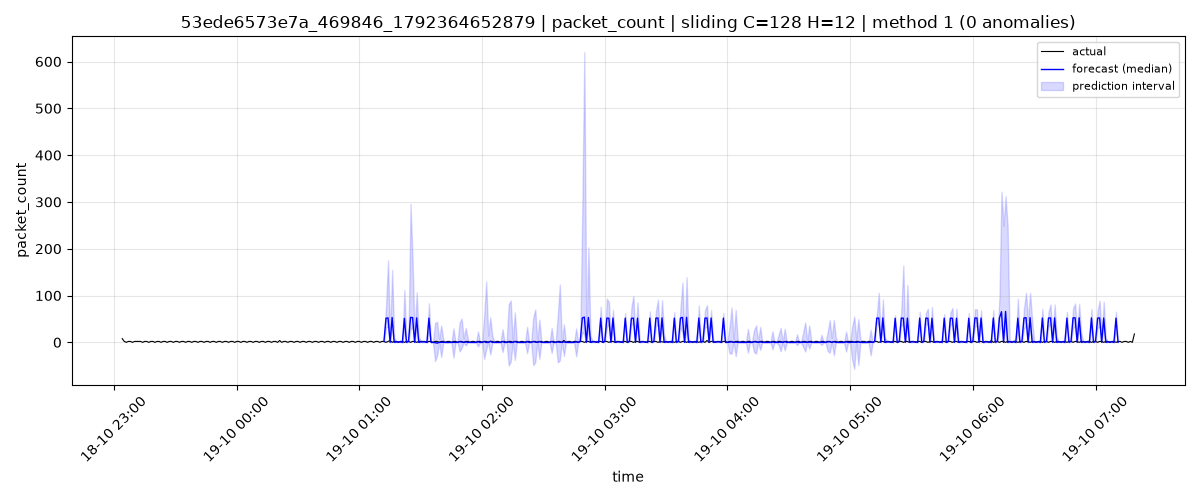 53ede6573e7a_469846_1792364652879 | packet_count | sliding C=128 H=12 | method 1 (0 anomalies)
actual
forecast (median)
prediction interval
packet_count
600
500
400
300
200
100
0
18-10 23:00
19-10 00:00
19-10 01:00
19-10 02:00
19-10 03:00
19-10 04:00
19-10 05:00
19-10 06:00
19-10 07:00
time